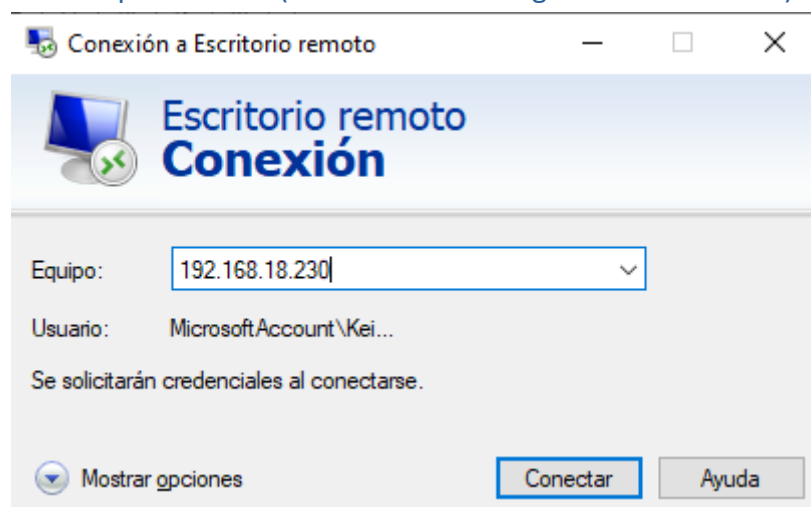 Conexión a Escritorio remoto
Escritorio remoto
Conexión
Equipo: 192.168.18.230
Usuario: MicrosoftAccount\Kei...
Se solicitarán credenciales al conectarse.
Mostrar opciones Conectar Ayuda